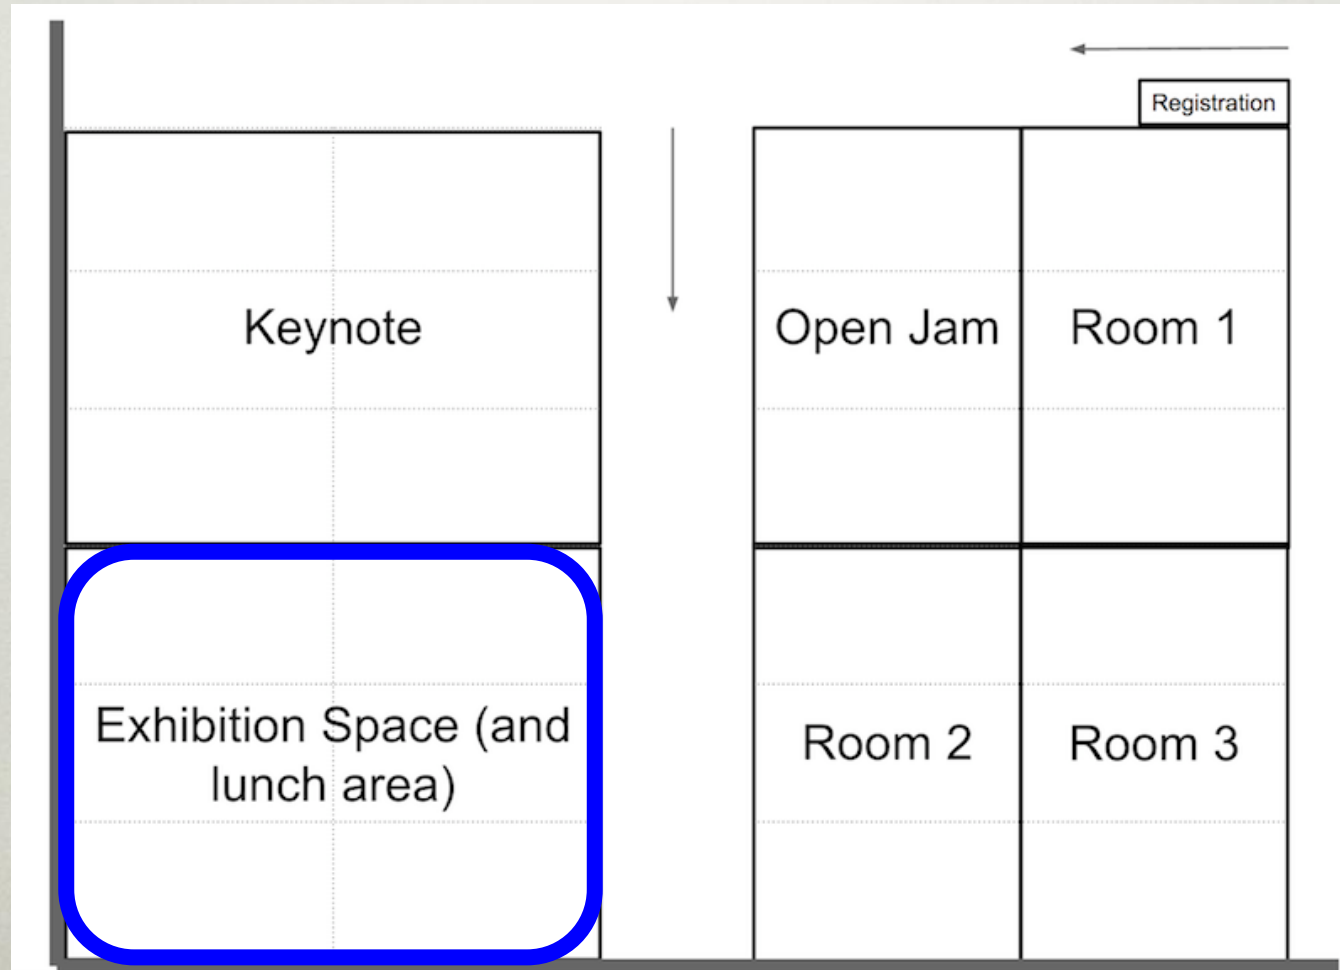 Registration
Keynote
Open Jam
Room 1
Exhibition Space (and
lunch area)
Room 2
Room 3